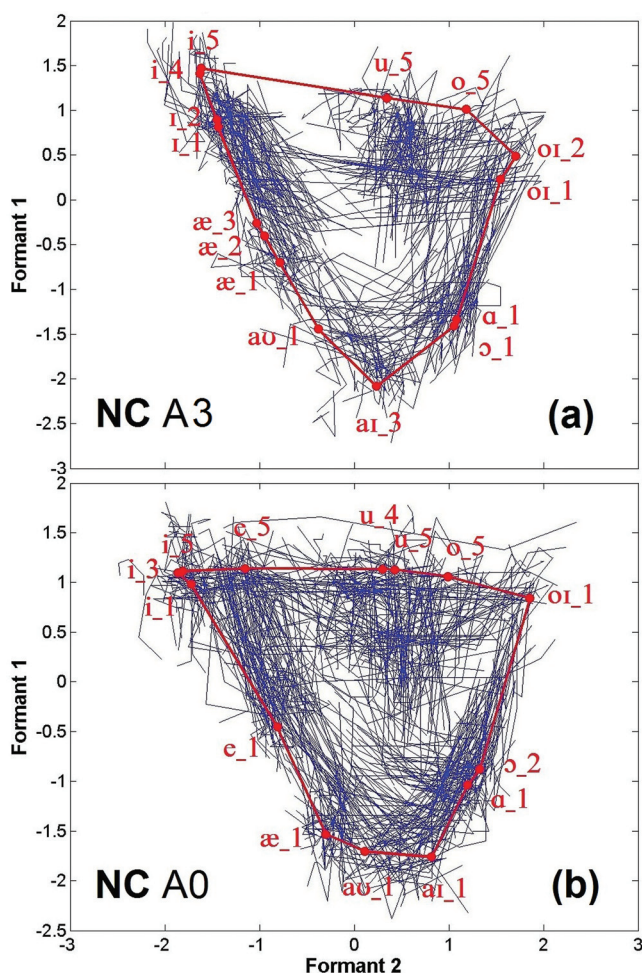 2
i_5
1.5
i_4
u_5
o_5
1
ɪ_2
oɪ_2
0.5
ɪ_1
oɪ_1
0
æ_3
-0.5
æ_2
-1
æ_1
ɑ_1
aʊ_1
ɔ_1
-1.5
-2
aɪ_3
-2.5
NC A3
(a)
-3
Formant 1
2
e_5
u_4
1.5
i_5
u_5
o_5
i_3
1
i_1
oɪ_1
0.5
0
-0.5
e_1
ɔ_2
-1
ɑ_1
-1.5
æ_1
aʊ_1
aɪ_1
-2
NC A0
(b)
-2.5
Formant 1
-3
-2
-1
0
1
2
3
Formant 2